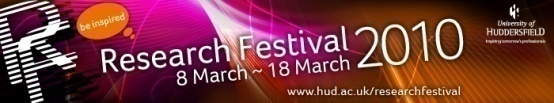 be inspired
Research Festival 2010
8 March ~ 18 March
www.hud.ac.uk/researchfestival
University of
HUDDERSFIELD
Inspiring tomorrow's professionals